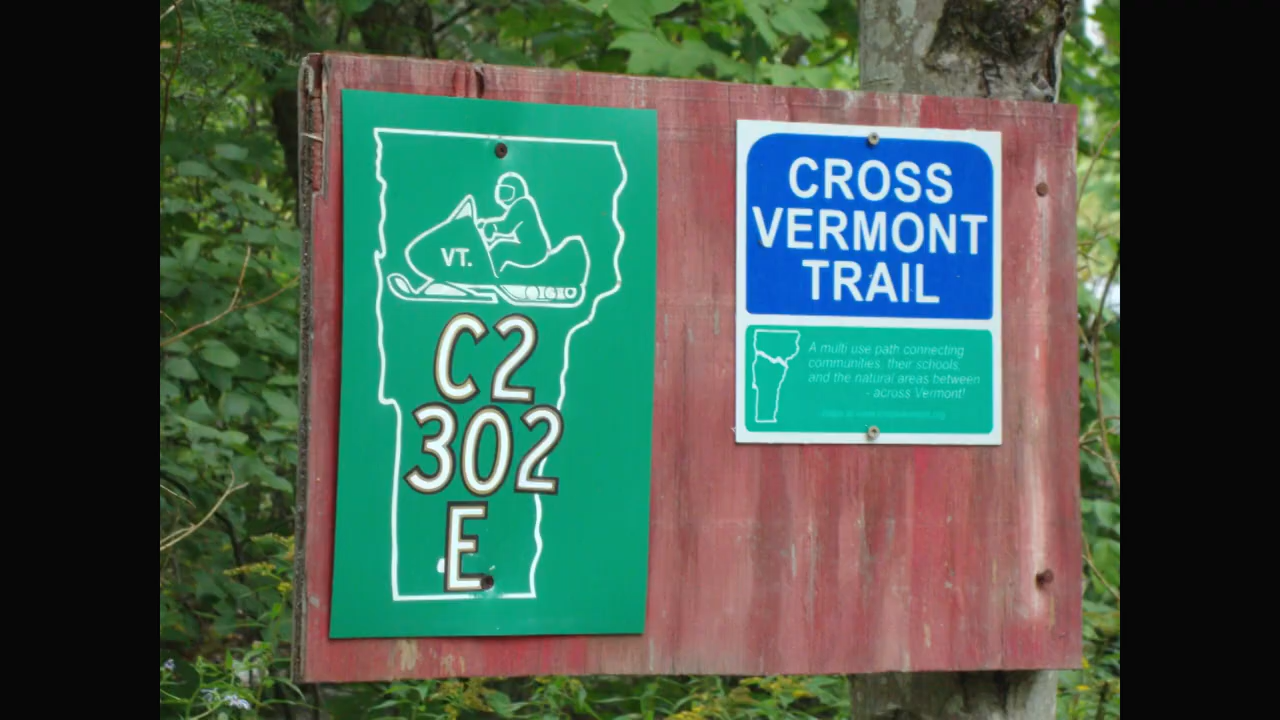 VT.
C2
302
E
CROSS
VERMONT
TRAIL
A multi use path connecting
communities, their schools,
and the natural areas between
- across Vermont!